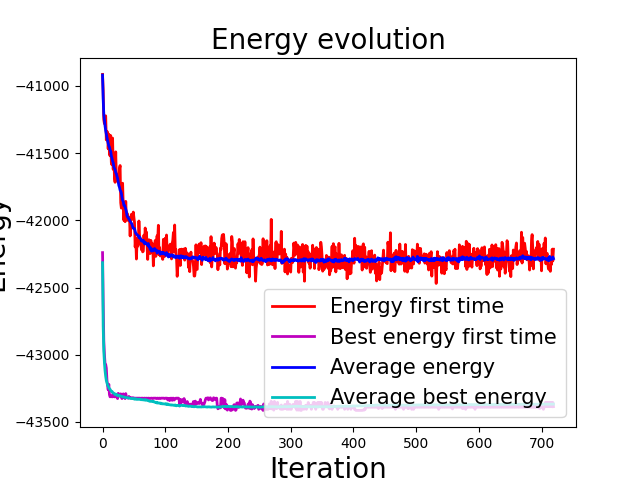 Energy evolution
Energy
−41000
−41500
−42000
−42500
−43000
−43500
0
100
200
300
400
500
600
700
Iteration
Energy first time
Best energy first time
Average energy
Average best energy